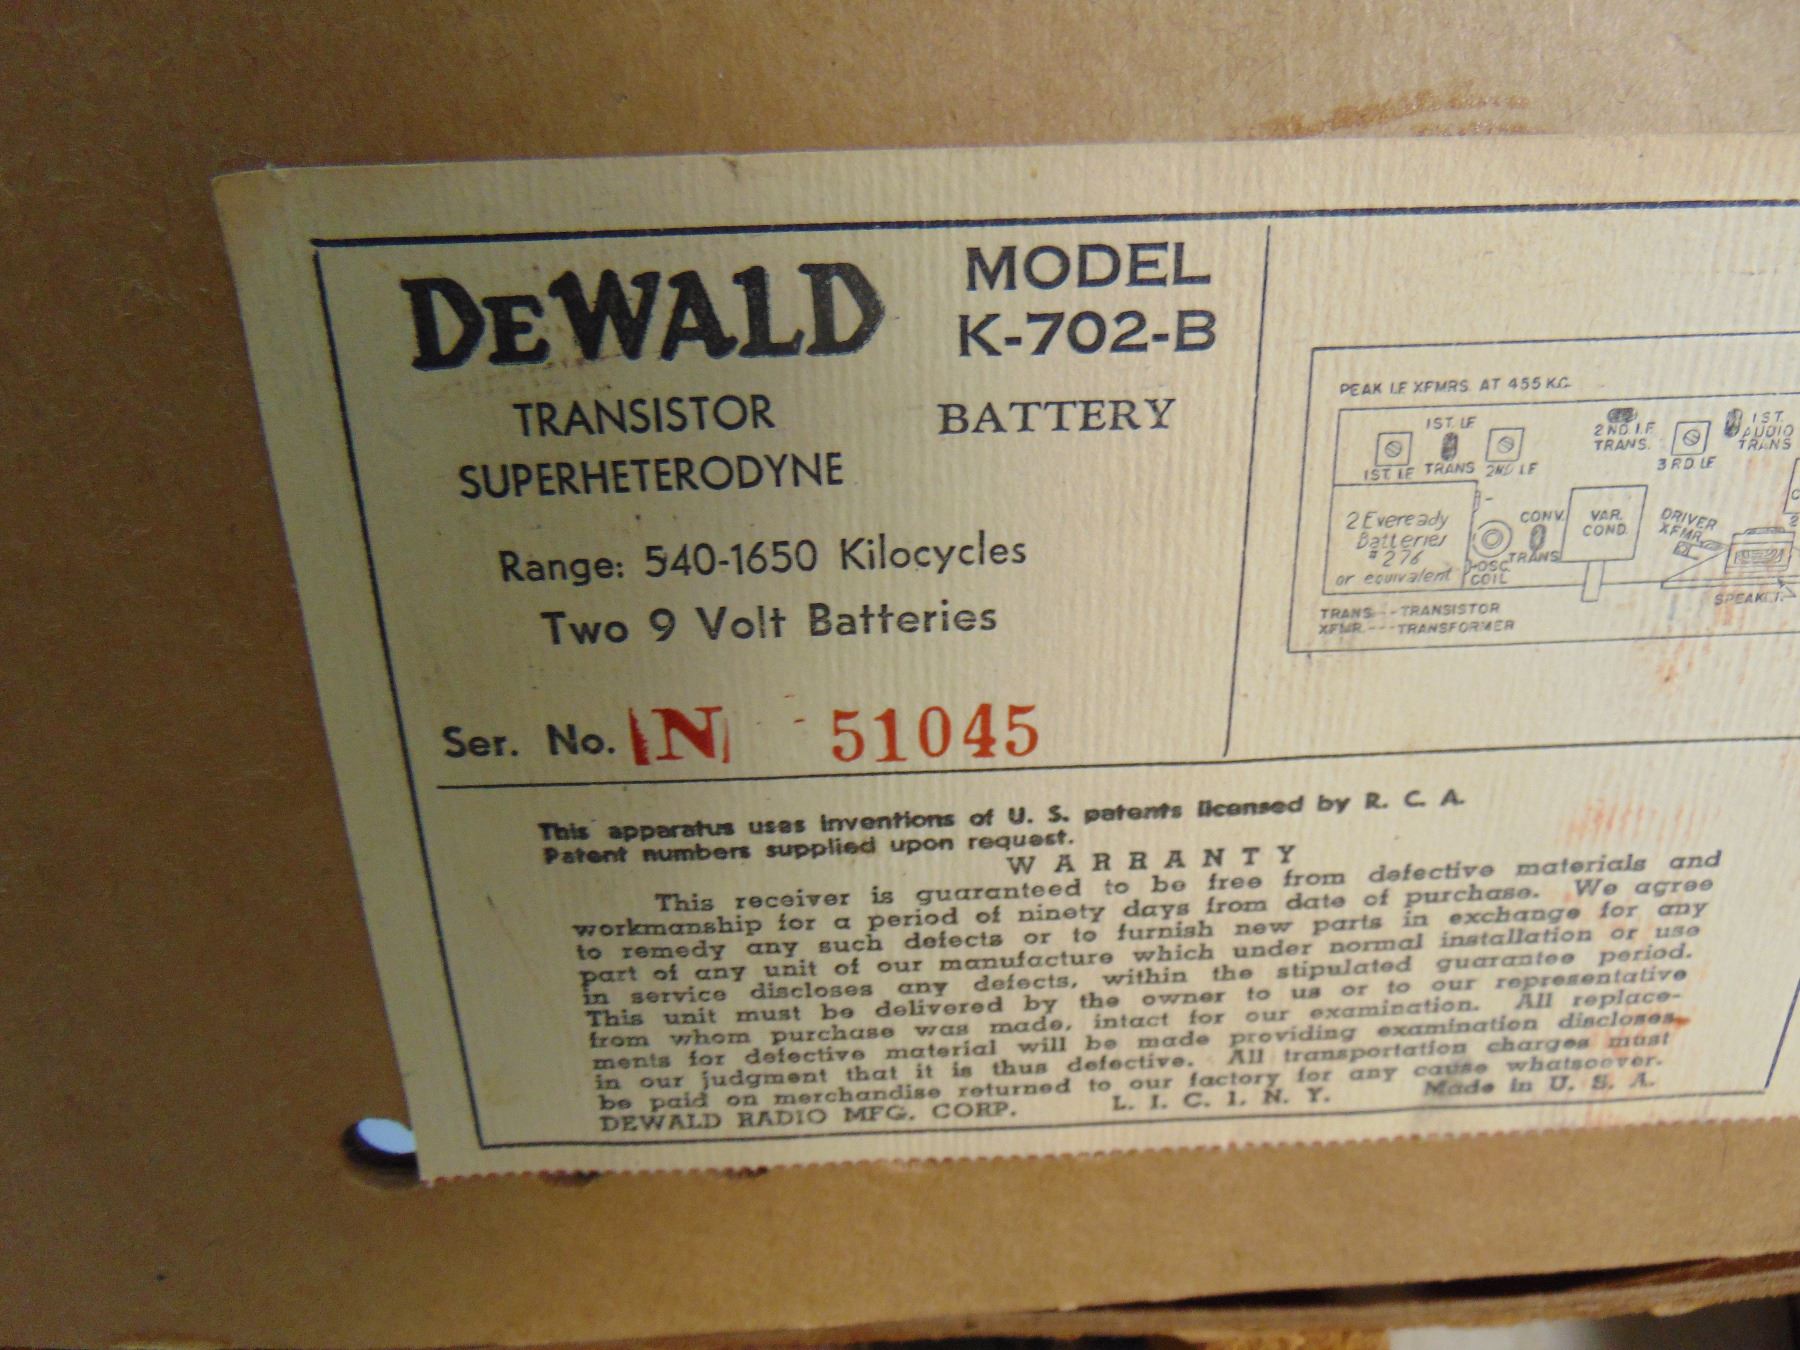 DeWALD
MODEL
K-702-B
TRANSISTOR
SUPERHETERODYNE
BATTERY
Range: 540-1650 Kilocycles
Two 9 Volt Batteries
Ser. No. N 51045
PEAK I.F XFMRS. AT 455 K.C.
1ST. I.F
TRANS
1ST. I.F
2ND I.F
2ND. I.F
TRANS.
3RD I.F
1ST.
AUDIO
TRANS
2 Eveready
Batteries
#276
or equivalent
OSC.
COIL
CONV.
TRANS
VAR.
COND.
DRIVER
XFMR.
SPEAKER
TRANS---TRANSISTOR
XFMR.---TRANSFORMER
This apparatus uses inventions of U. S. patents licensed by R. C. A.
Patent numbers supplied upon request.
WARRANTY
This receiver is guaranteed to be free from defective materials and
workmanship for a period of ninety days from date of purchase. We agree
to remedy any such defects or to furnish new parts in exchange for any
part of any unit of our manufacture which under normal installation or use
in service discloses any defects, within the stipulated guarantee period.
This unit must be delivered by the owner to us or to our representative
from whom purchase was made, intact for our examination. All replace-
ments for defective material will be made providing examination discloses
in our judgment that it is thus defective. All transportation charges must
be paid on merchandise returned to our factory for any cause whatsoever.
DEWALD RADIO MFG. CORP. L. I. C. 1. N. Y. Made in U. S. A.